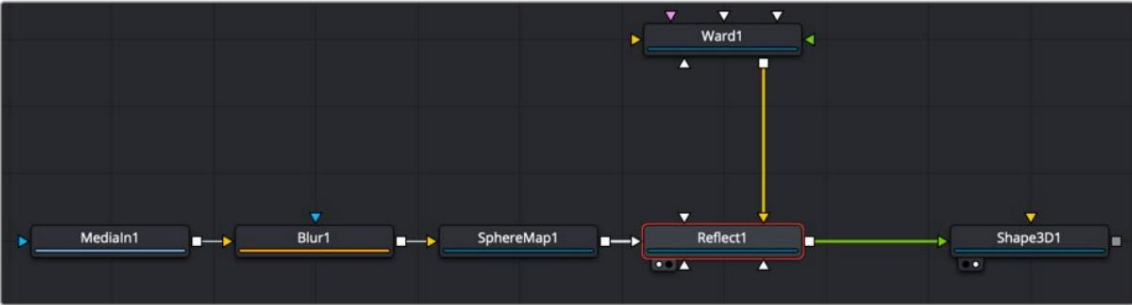 Ward1
MediaIn1
Blur1
SphereMap1
Reflect1
Shape3D1